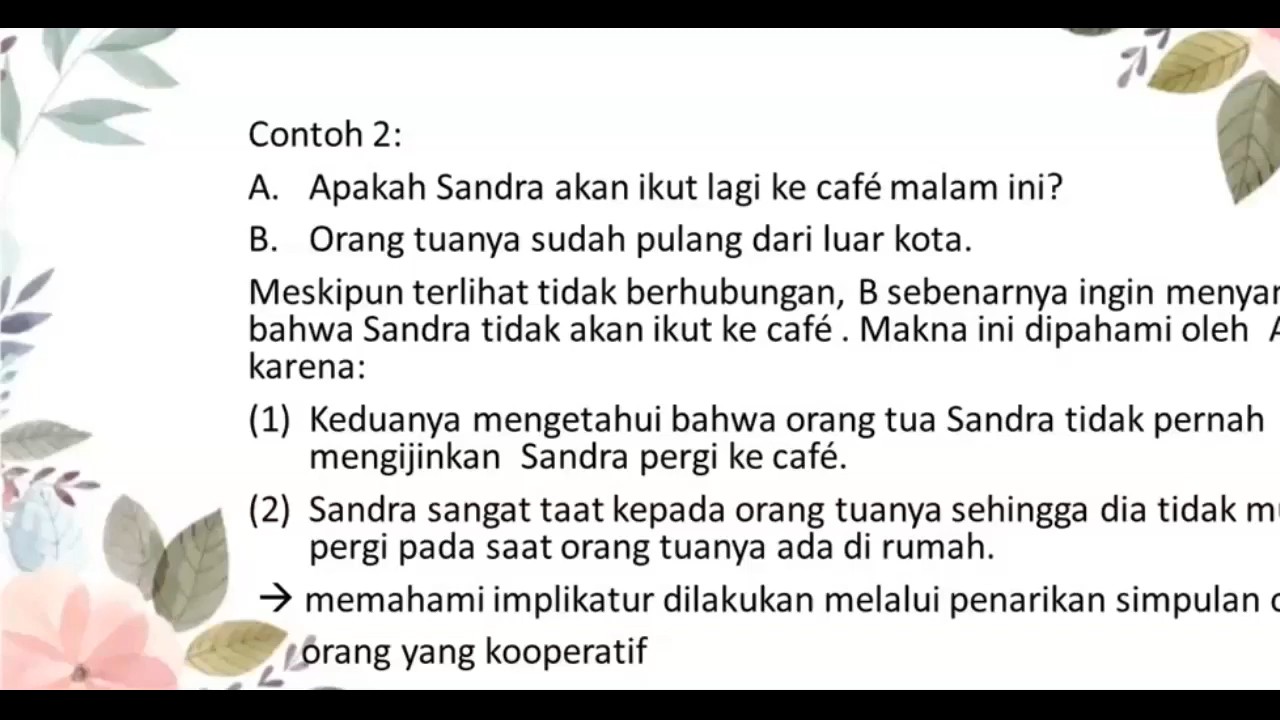 Contoh 2:
A. Apakah Sandra akan ikut lagi ke café malam ini?
B. Orang tuanya sudah pulang dari luar kota.
Meskipun terlihat tidak berhubungan, B sebenarnya ingin
bahwa Sandra tidak akan ikut ke café . Makna ini dipahami oleh
karena:
(1) Keduanya mengetahui bahwa orang tua Sandra tidak pernah
mengijinkan Sandra pergi ke café.
(2) Sandra sangat taat kepada orang tuanya sehingga dia tidak
pergi pada saat orang tuanya ada di rumah.
→ memahami implikatur dilakukan melalui penarikan simpulan
orang yang kooperatif